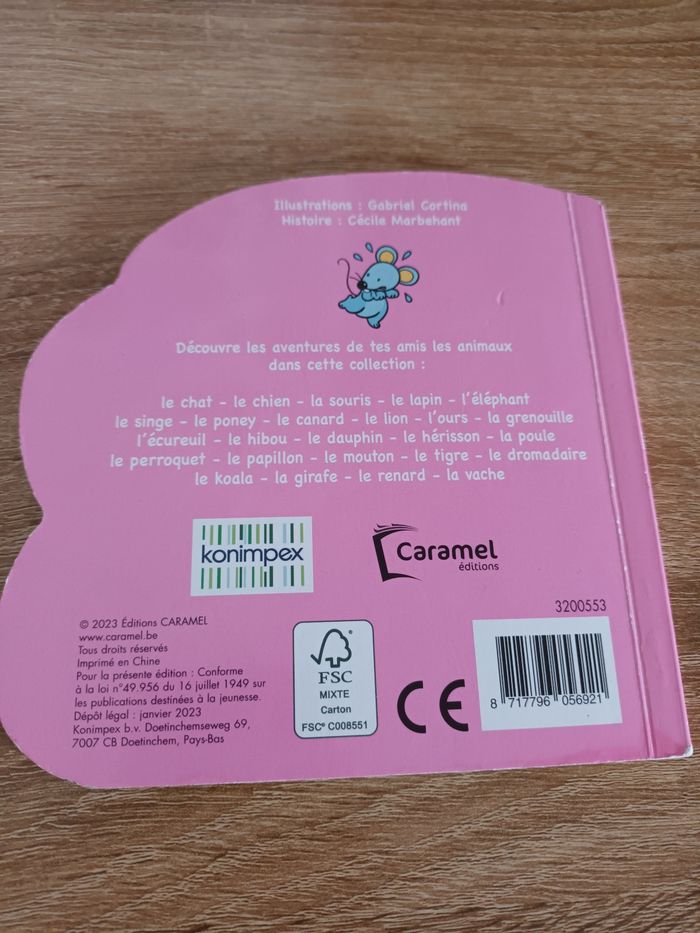 Illustrations : Gabriel Cortina
Histoire : Cécile Marbehant
Découvre les aventures de tes amis les animaux
dans cette collection :
le chat - le chien - la souris - le lapin - l'éléphant
le singe - le poney - le canard - le lion - l'ours - la grenouille
l'écureuil - le hibou - le dauphin - le hérisson - la poule
le perroquet - le papillon - le mouton - le tigre - le dromadaire
le koala - la girafe - le renard - la vache
konimpex
Caramel
éditions
© 2023 Éditions CARAMEL
www.caramel.be
Tous droits réservés
Imprimé en Chine
Pour la présente édition : Conforme
à la loi n°49.956 du 16 juillet 1949 sur
les publications destinées à la jeunesse.
Dépôt légal : janvier 2023
Konimpex b.v. Doetinchemseweg 69,
7007 CB Doetinchem, Pays-Bas
FSC
MIXTE
Carton
FSC® C008551
CE
3200553
8 717796 056921